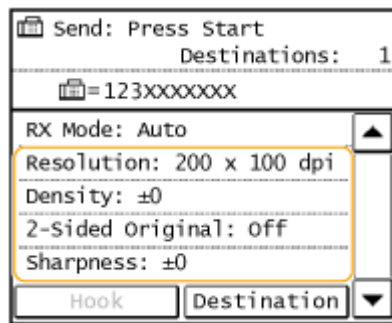 Send: Press Start
Destinations: 1
=123XXXXXXX
RX Mode: Auto
Resolution: 200 x 100 dpi
Density: ±0
2-Sided Original: Off
Sharpness: ±0
Hook Destination